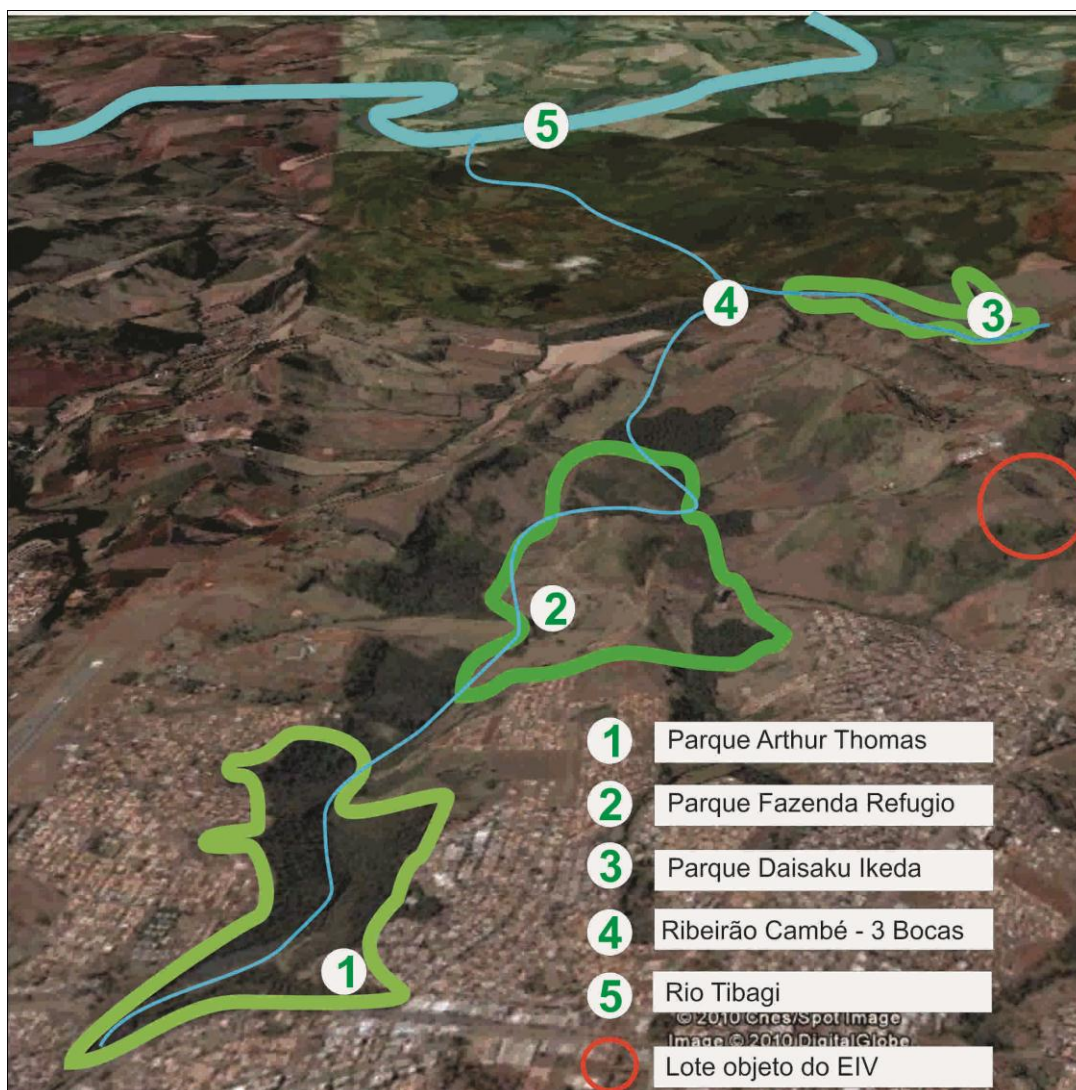 5
4
3
2
1
1 Parque Arthur Thomas
2 Parque Fazenda Refugio
3 Parque Daisaku Ikeda
4 Ribeirão Cambé - 3 Bocas
5 Rio Tibagi
© 2010 Cnes/Spot Image
Image © 2010 DigitalGlobe
Lote objeto do EIV